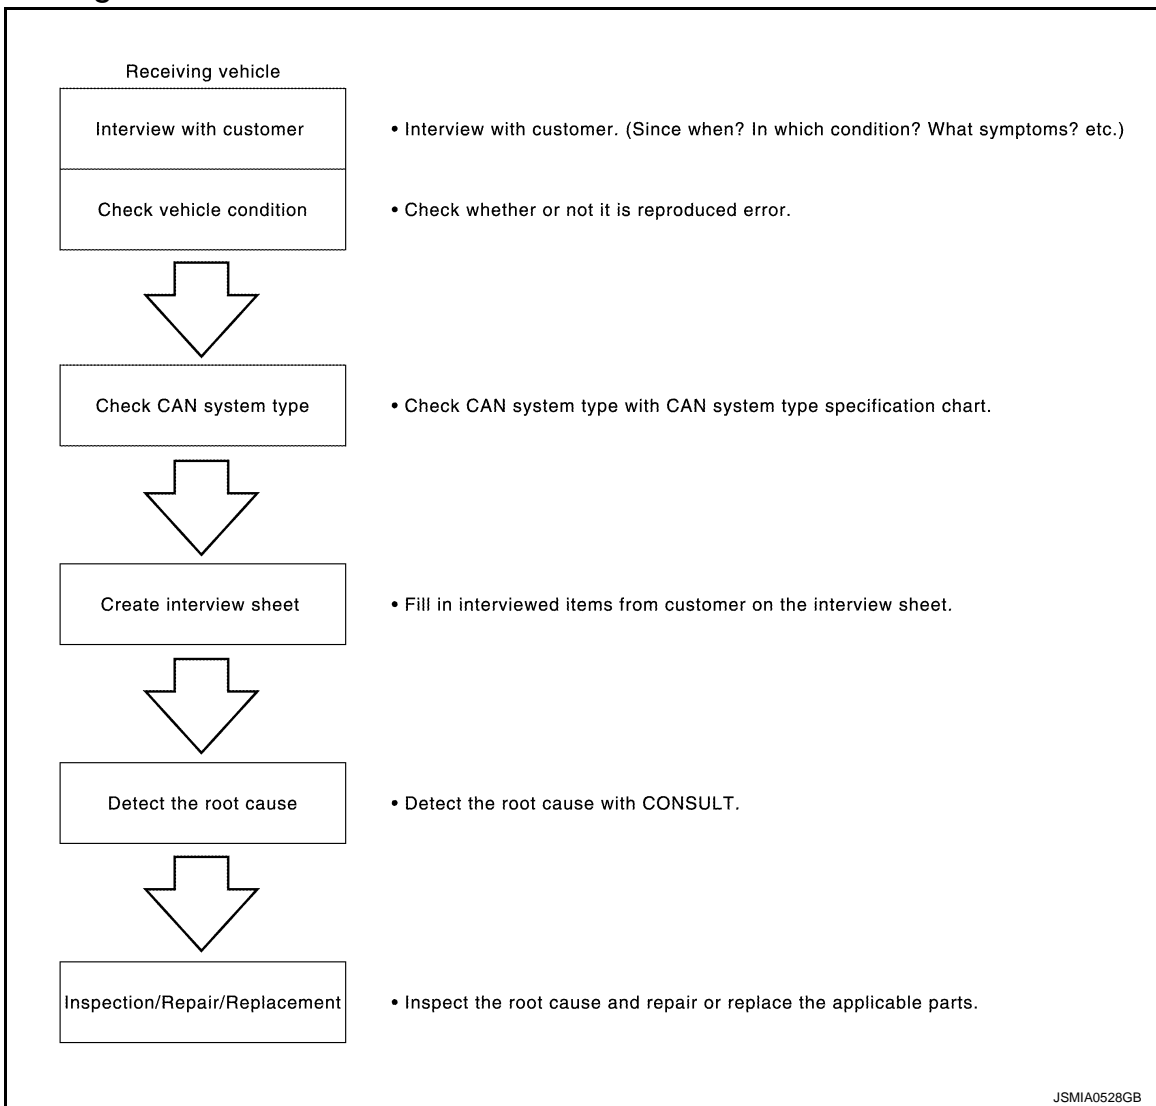 Receiving vehicle
Interview with customer
• Interview with customer. (Since when? In which condition? What symptoms? etc.)
Check vehicle condition
• Check whether or not it is reproduced error.
Check CAN system type
• Check CAN system type with CAN system type specification chart.
Create interview sheet
• Fill in interviewed items from customer on the interview sheet.
Detect the root cause
• Detect the root cause with CONSULT.
Inspection/Repair/Replacement
• Inspect the root cause and repair or replace the applicable parts.
JSMIA0528GB